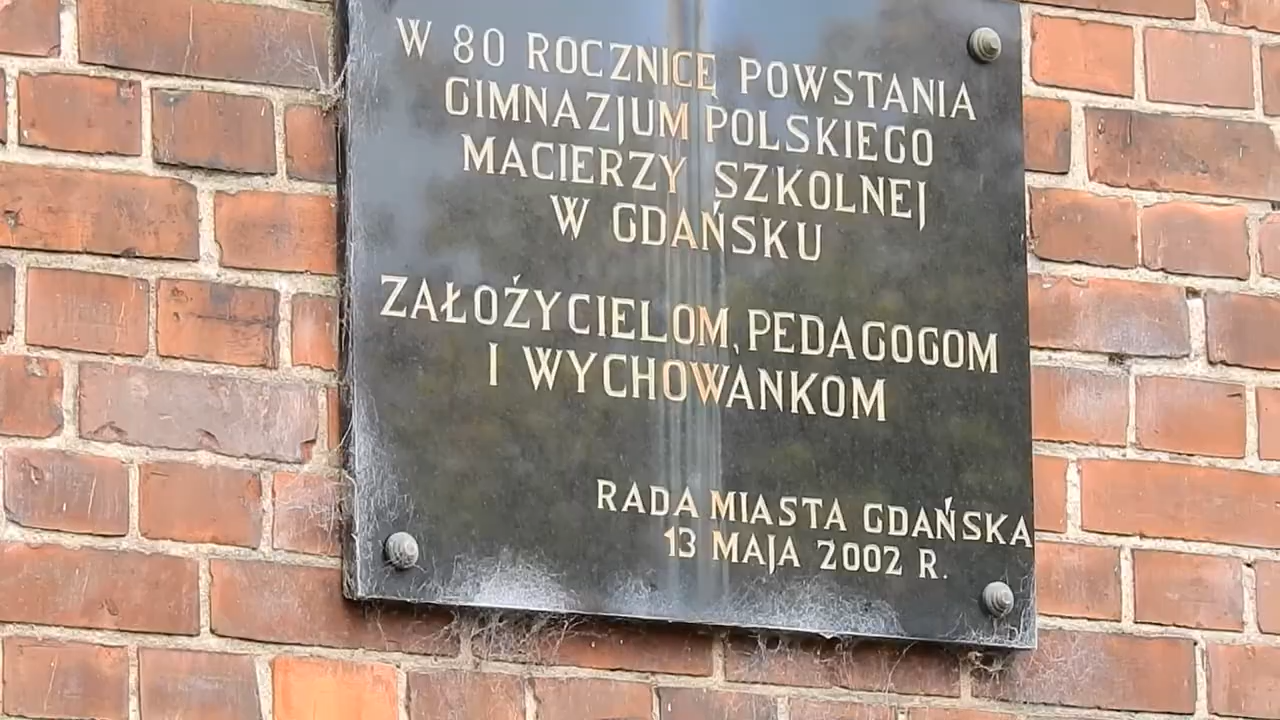 W 80 ROCZNICĘ POWSTANIA
GIMNAZJUM POLSKIEGO
MACIERZY SZKOLNEJ
W GDAŃSKU
ZAŁOŻYCIELOM, PEDAGOGOM
I WYCHOWANKOM
RADA MIASTA GDAŃSKA
13 MAJA 2002 R.